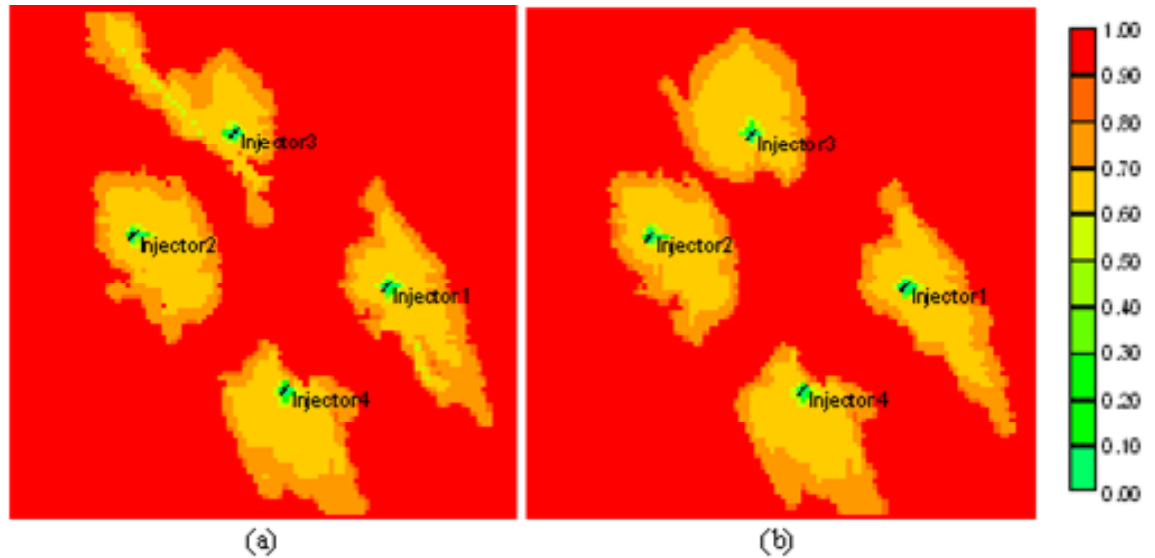 Injector3
Injector2
Injector1
Injector4
(a)
Injector3
Injector2
Injector1
Injector4
(b)
1.00
0.90
0.80
0.70
0.60
0.50
0.40
0.30
0.20
0.10
0.00